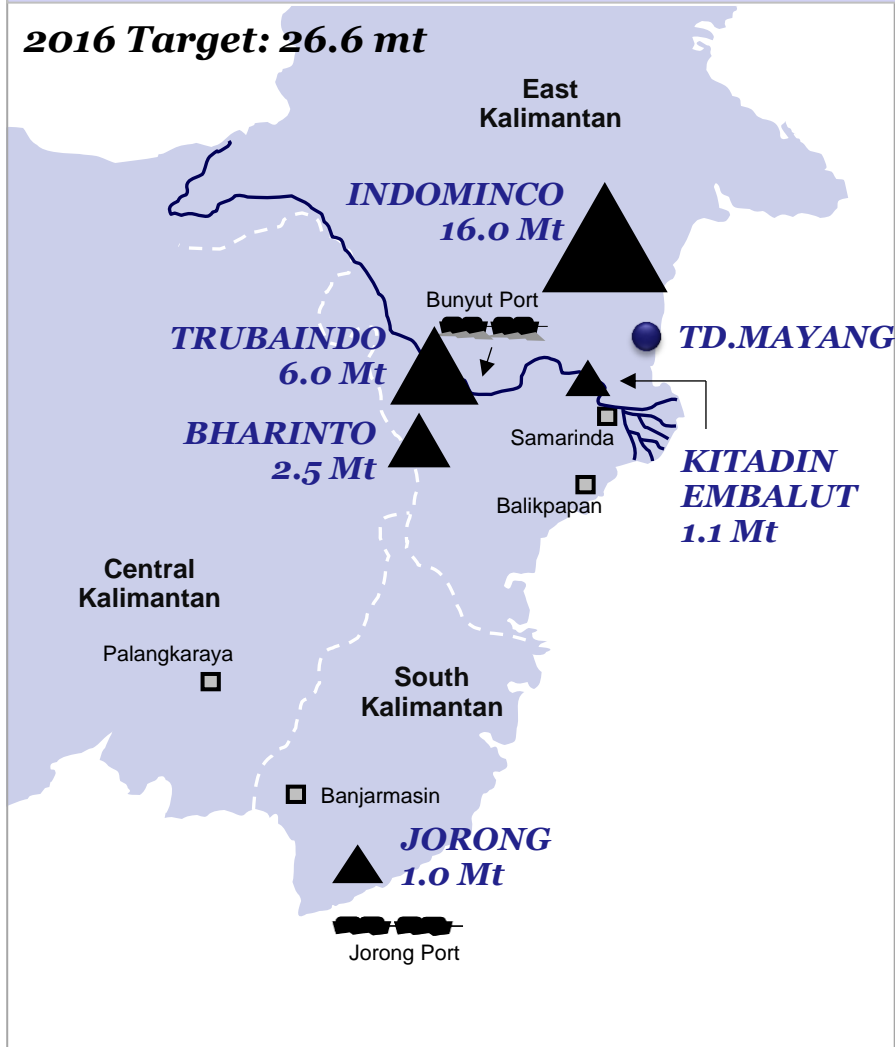 2016 Target: 26.6 mt
East
Kalimantan
INDOMINCO
16.0 Mt
Bunyut Port
TRUBAINDO
6.0 Mt
TD.MAYANG
BHARINTO
2.5 Mt
Samarinda
KITADIN
EMBALUT
1.1 Mt
Balikpapan
Central
Kalimantan
Palangkaraya
South
Kalimantan
Banjarmasin
JORONG
1.0 Mt
Jorong Port